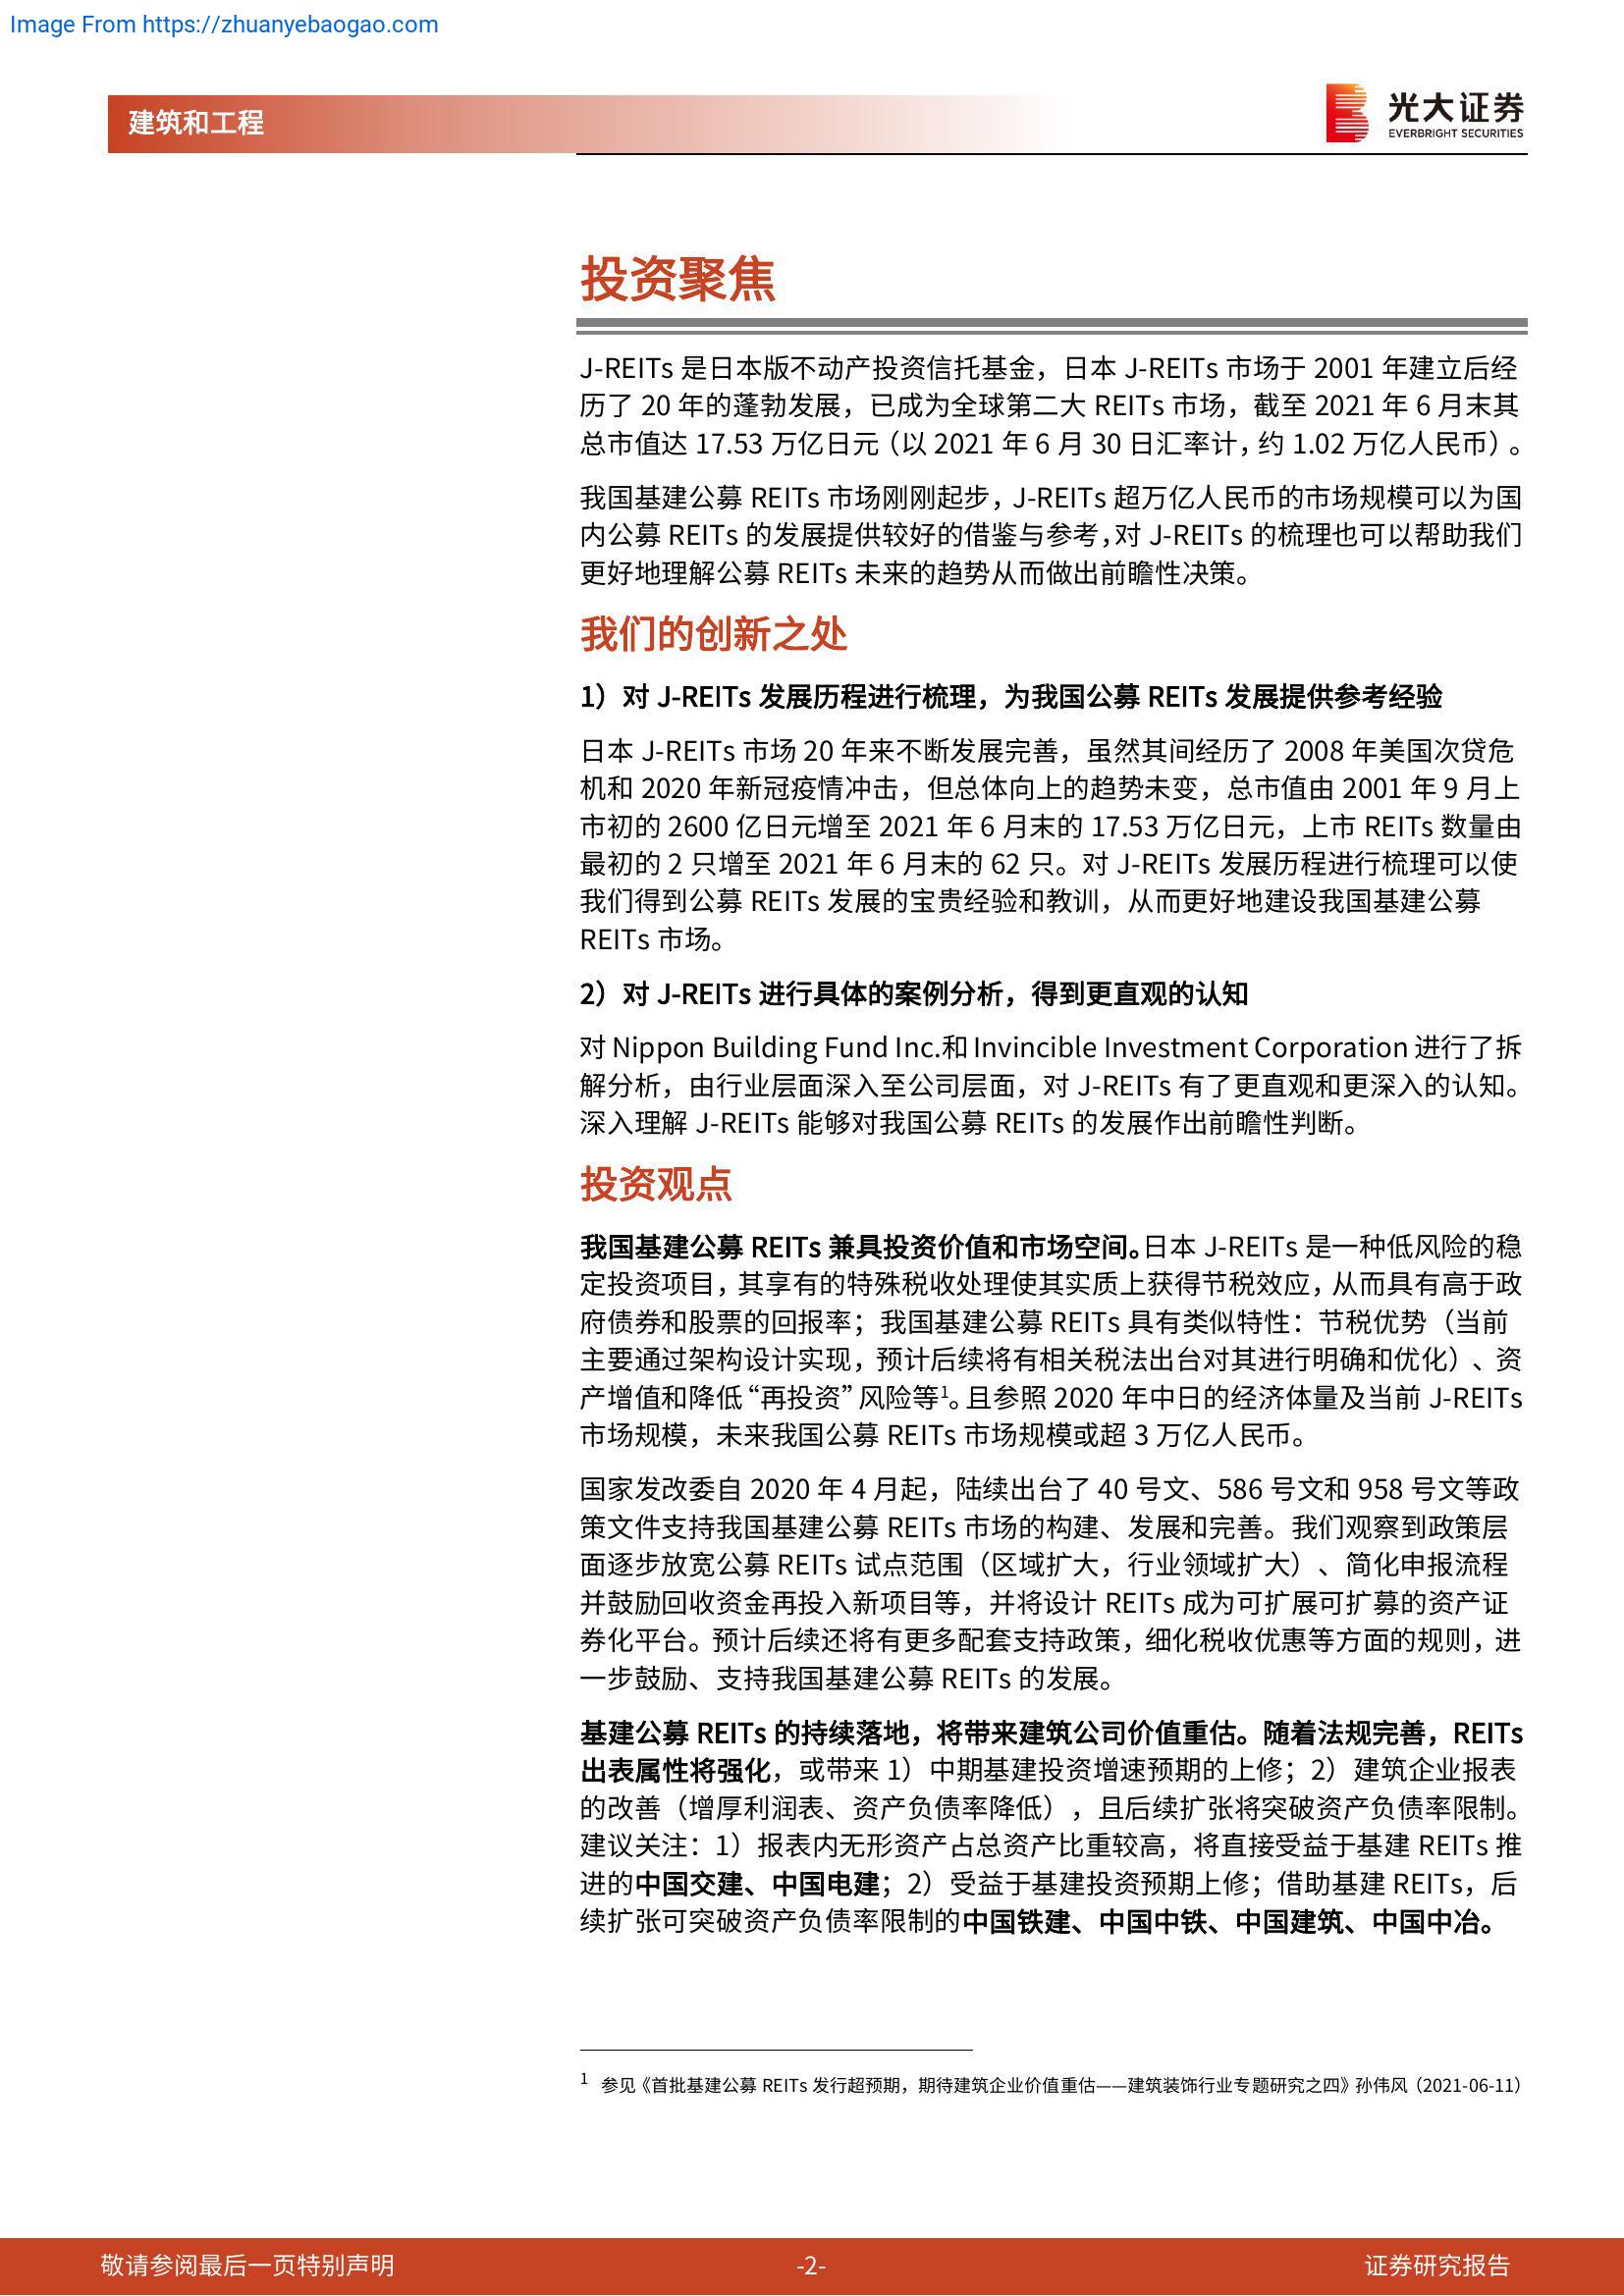 Image From https://zhuanyebaogao.com
建筑和工程
光大证券
EVERBRIGHT SECURITIES
投资聚焦
J-REITs 是日本版不动产投资信托基金，日本 J-REITs 市场于 2001 年建立后经
历了 20 年的蓬勃发展，已成为全球第二大 REITs 市场，截至 2021 年 6 月末其
总市值达 17.53 万亿日元（以 2021 年 6 月 30 日汇率计，约 1.02 万亿人民币）。
我国基建公募 REITs 市场刚刚起步，J-REITs 超万亿人民币的市场规模可以为国
内公募 REITs 的发展提供较好的借鉴与参考，对 J-REITs 的梳理也可以帮助我们
更好地理解公募 REITs 未来的趋势从而做出前瞻性决策。
我们的创新之处
1）对 J-REITs 发展历程进行梳理，为我国公募 REITs 发展提供参考经验
日本 J-REITs 市场 20 年来不断发展完善，虽然其间经历了 2008 年美国次贷危
机和 2020 年新冠疫情冲击，但总体向上的趋势未变，总市值由 2001 年 9 月上
市初的 2600 亿日元增至 2021 年 6 月末的 17.53 万亿日元，上市 REITs 数量由
最初的 2 只增至 2021 年 6 月末的 62 只。对 J-REITs 发展历程进行梳理可以使
我们得到公募 REITs 发展的宝贵经验和教训，从而更好地建设我国基建公募
REITs 市场。
2）对 J-REITs 进行具体的案例分析，得到更直观的认知
对 Nippon Building Fund Inc.和 Invincible Investment Corporation 进行了拆
解分析，由行业层面深入至公司层面，对 J-REITs 有了更直观和更深入的认知。
深入理解 J-REITs 能够对我国公募 REITs 的发展作出前瞻性判断。
投资观点
我国基建公募 REITs 兼具投资价值和市场空间。日本 J-REITs 是一种低风险的稳
定投资项目，其享有的特殊税收处理使其实质上获得节税效应，从而具有高于政
府债券和股票的回报率；我国基建公募 REITs 具有类似特性：节税优势（当前
主要通过架构设计实现，预计后续将有相关税法出台对其进行明确和优化）、资
产增值和降低“再投资”风险等1。且参照 2020 年中日的经济体量及当前 J-REITs
市场规模，未来我国公募 REITs 市场规模或超 3 万亿人民币。
国家发改委自 2020 年 4 月起，陆续出台了 40 号文、586 号文和 958 号文等政
策文件支持我国基建公募 REITs 市场的构建、发展和完善。我们观察到政策层
面逐步放宽公募 REITs 试点范围（区域扩大，行业领域扩大）、简化申报流程
并鼓励回收资金再投入新项目等，并将设计 REITs 成为可扩展可扩募的资产证
券化平台。预计后续还将有更多配套支持政策，细化税收优惠等方面的规则，进
一步鼓励、支持我国基建公募 REITs 的发展。
基建公募 REITs 的持续落地，将带来建筑公司价值重估。随着法规完善，REITs
出表属性将强化，或带来 1）中期基建投资增速预期的上修；2）建筑企业报表
的改善（增厚利润表、资产负债率降低），且后续扩张将突破资产负债率限制。
建议关注：1）报表内无形资产占总资产比重较高，将直接受益于基建 REITs 推
进的中国交建、中国电建；2）受益于基建投资预期上修；借助基建 REITs，后
续扩张可突破资产负债率限制的中国铁建、中国中铁、中国建筑、中国中冶。
1 参见《首批基建公募 REITs 发行超预期，期待建筑企业价值重估——建筑装饰行业专题研究之四》孙伟风（2021-06-11）
敬请参阅最后一页特别声明
-2-
证券研究报告